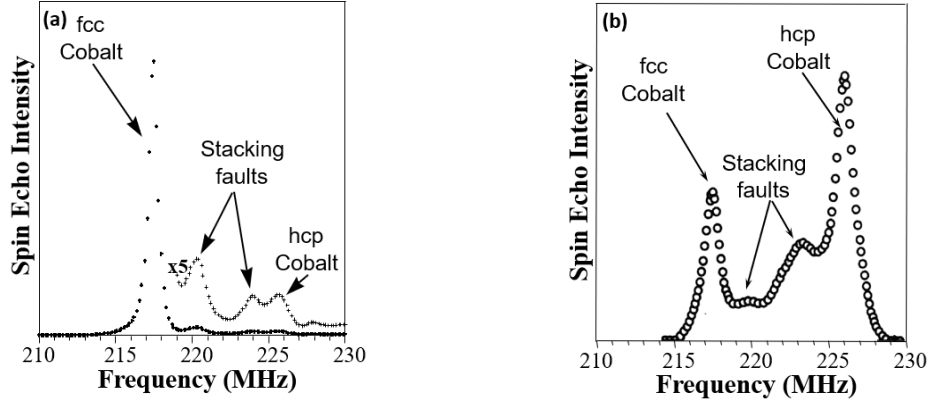 (a)
fcc
Cobalt
Stacking
faults
hcp
Cobalt
x5
Spin Echo Intensity
210 215 220 225 230
Frequency (MHz)
(b)
hcp
Cobalt
fcc
Cobalt
Stacking
faults
Spin Echo Intensity
210 215 220 225 230
Frequency (MHz)